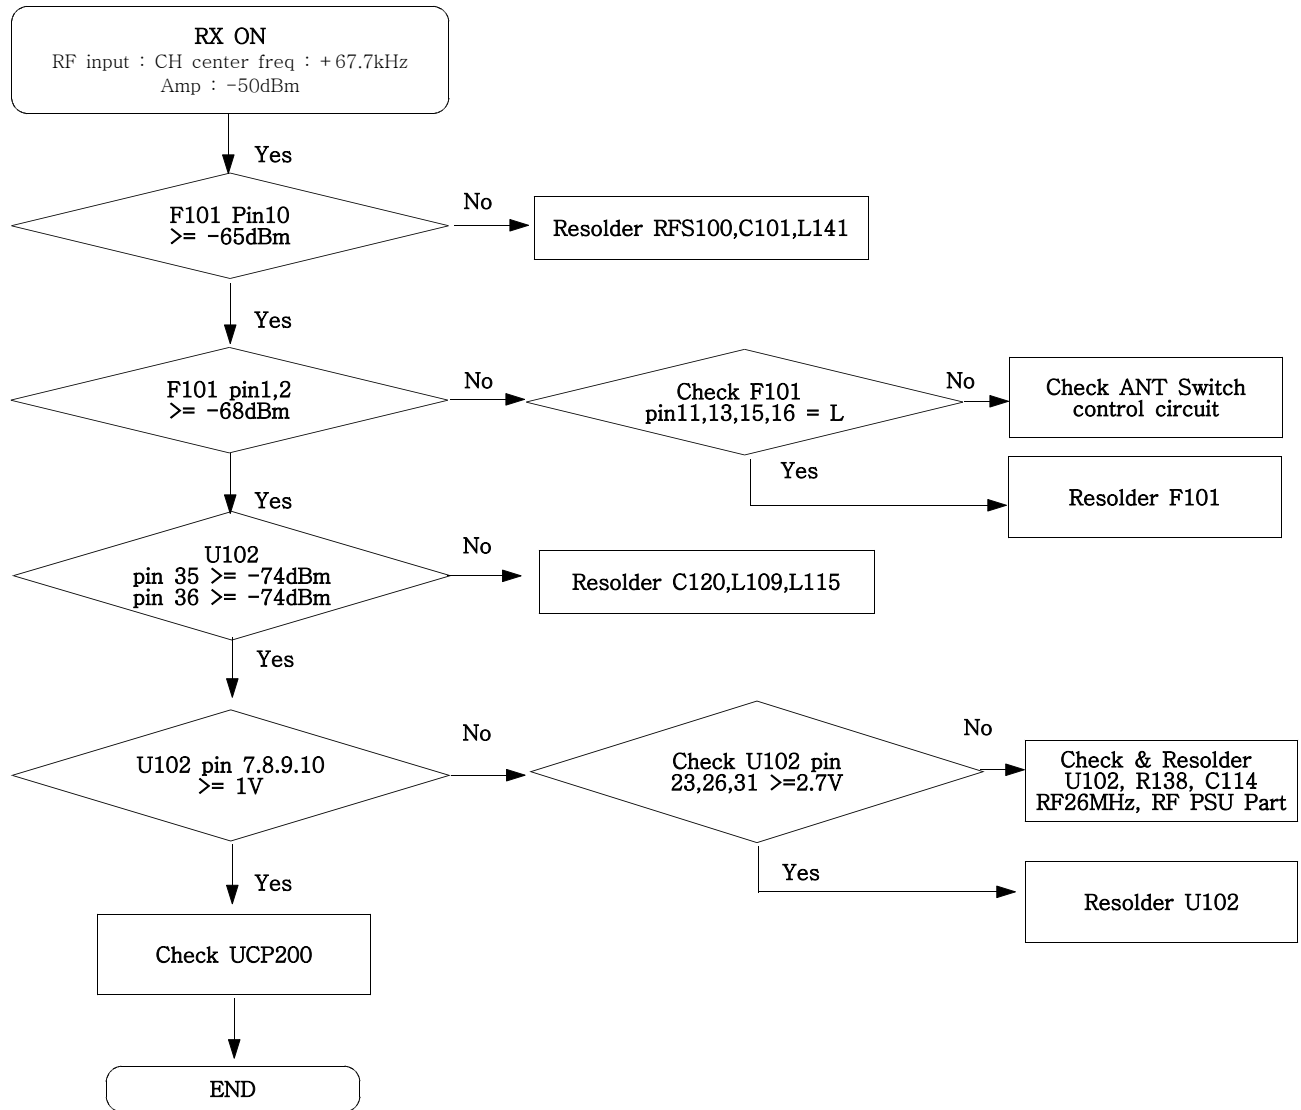 RX ON
RF input : CH center freq : +67.7kHz
Amp : -50dBm
Yes
F101 Pin10
>= -65dBm
No
Resolder RFS100,C101,L141
Yes
F101 pin1,2
>= -68dBm
No
Check F101
pin11,13,15,16 = L
No
Check ANT Switch
control circuit
Yes
Resolder F101
Yes
U102
pin 35 >= -74dBm
pin 36 >= -74dBm
No
Resolder C120,L109,L115
Yes
U102 pin 7.8.9.10
>= 1V
No
Check U102 pin
23,26,31 >=2.7V
No
Check & Resolder
U102, R138, C114
RF26MHz, RF PSU Part
Yes
Resolder U102
Yes
Check UCP200
END